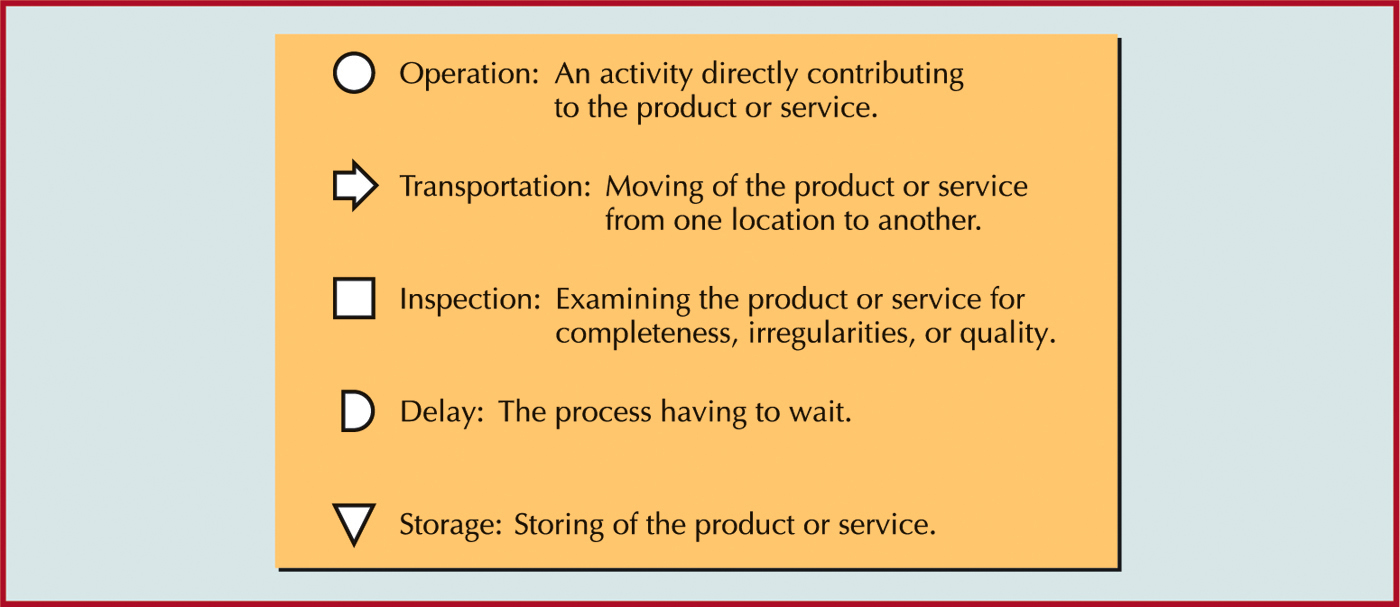 Operation: An activity directly contributing
to the product or service.
Transportation: Moving of the product or service
from one location to another.
Inspection: Examining the product or service for
completeness, irregularities, or quality.
Delay: The process having to wait.
Storage: Storing of the product or service.